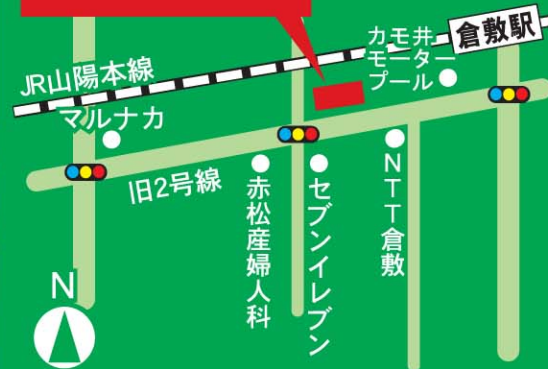 倉敷駅
カモ井
モーター
プール
JR山陽本線
マルナカ
旧2号線
赤松産婦人科
セブンイレブン
NTT倉敷
N